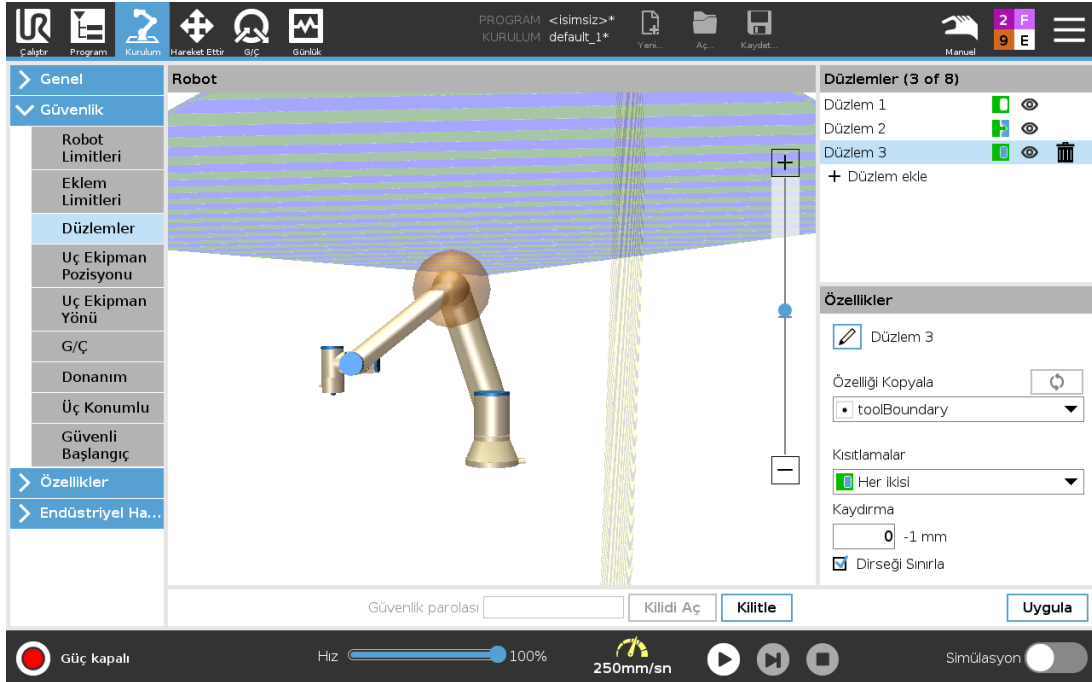 PROGRAM <isimsiz>*
KURULUM default_1*
Çalıştır
Program
Kurulum
Hareket Ettir
G/Ç
Günlük
Yeni...
Aç...
Kaydet...
Manuel
2 F
9 E
Genel
Güvenlik
Robot
Limitleri
Eklem
Limitleri
Düzlemler
Uç Ekipman
Pozisyonu
Uç Ekipman
Yönü
G/Ç
Donanım
Üç Konumlu
Güvenli
Başlangıç
Özellikler
Endüstriyel Ha...
Robot
Düzlemler (3 of 8)
Düzlem 1
Düzlem 2
Düzlem 3
+ Düzlem ekle
Özellikler
Düzlem 3
Özelliği Kopyala
toolBoundary
Kısıtlamalar
Her ikisi
Kaydırma
0 -1 mm
Dirseği Sınırla
Güvenlik parolası
Kilidi Aç
Kilitle
Uygula
Güç kapalı
Hız
100%
250mm/sn
Simülasyon